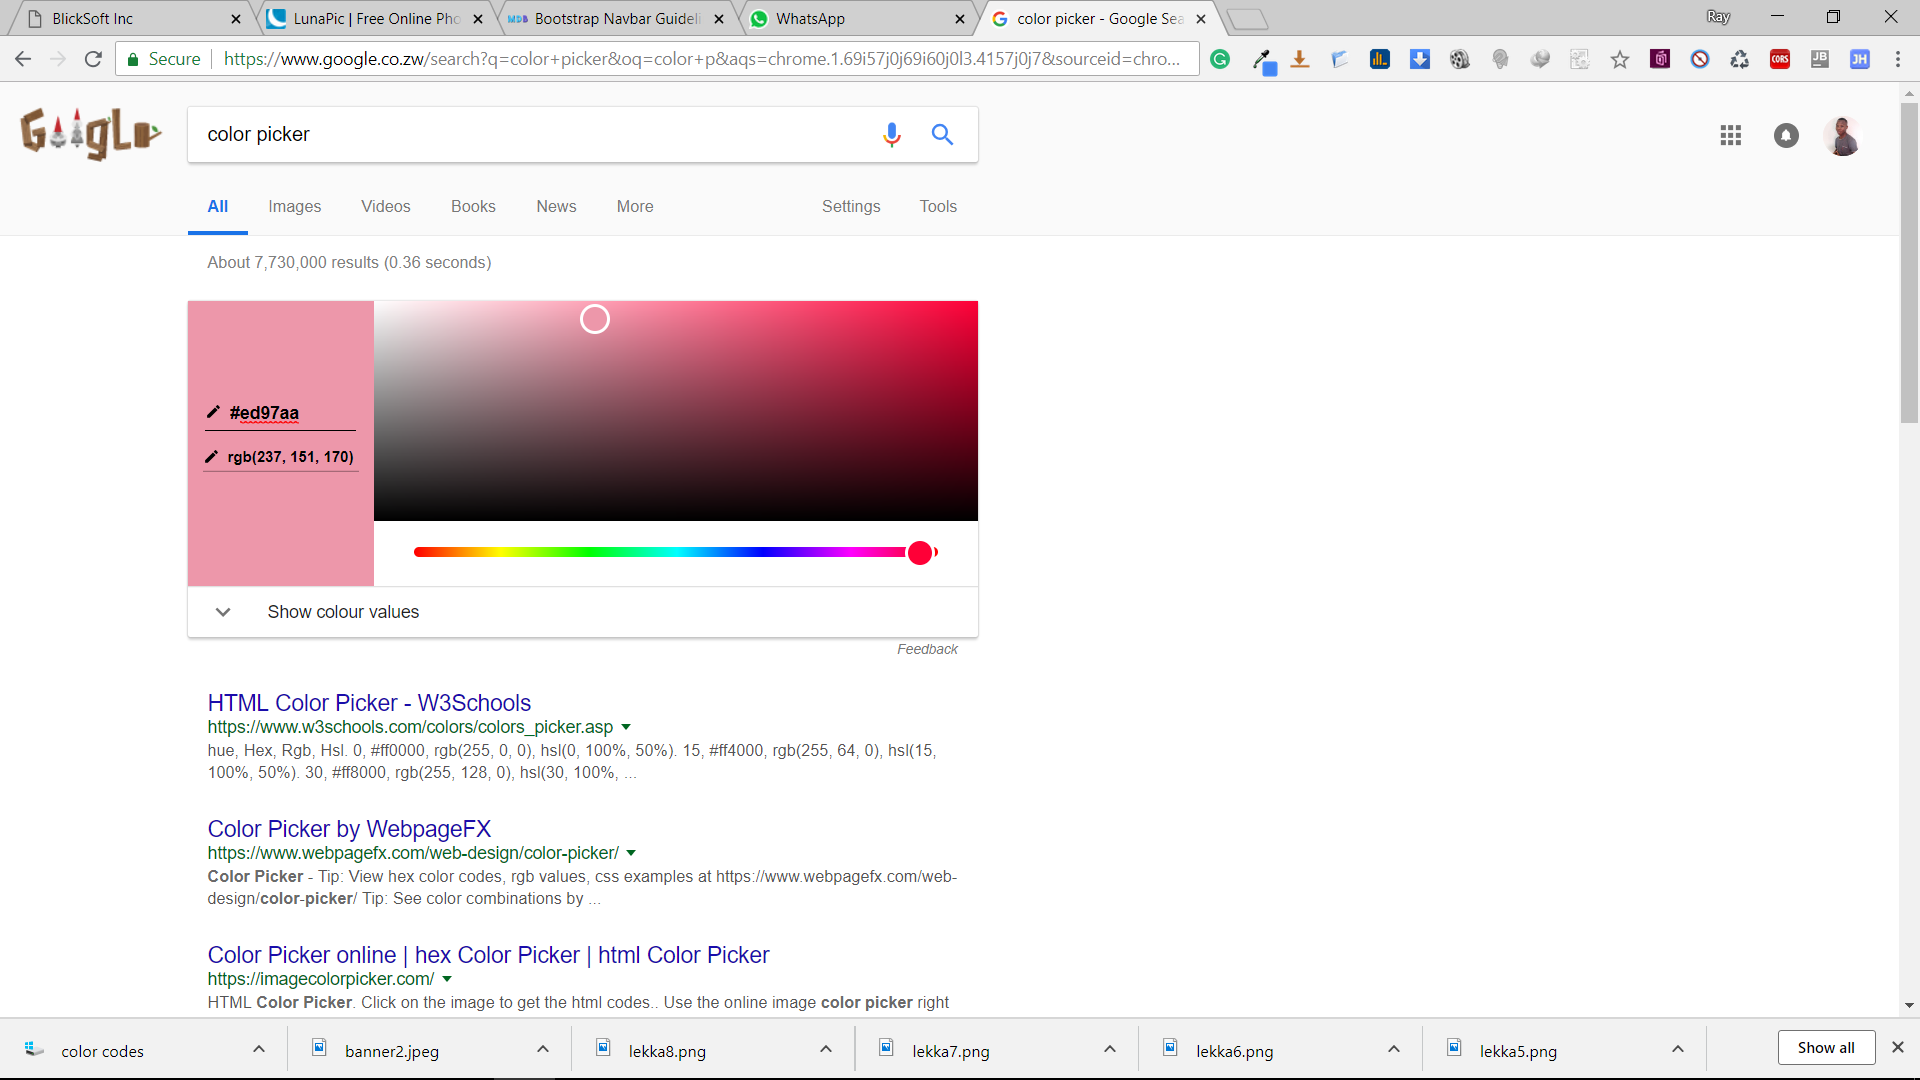 BlickSoft Inc
LunaPic | Free Online Pho
MDB Bootstrap Navbar Guideli
WhatsApp
color picker - Google Sea
Ray
Secure
https://www.google.co.zw/search?q=color+picker&oq=color+p&aqs=chrome.1.69i57j0j69i60j0l3.4157j0j7&sourceid=chro...
CORS
JB
JH
color picker
All
Images
Videos
Books
News
More
Settings
Tools
About 7,730,000 results (0.36 seconds)
#ed97aa
rgb(237, 151, 170)
Show colour values
Feedback
HTML Color Picker - W3Schools
https://www.w3schools.com/colors/colors_picker.asp
hue, Hex, Rgb, Hsl. 0, #ff0000, rgb(255, 0, 0), hsl(0, 100%, 50%). 15, #ff4000, rgb(255, 64, 0), hsl(15,
100%, 50%). 30, #ff8000, rgb(255, 128, 0), hsl(30, 100%, ...
Color Picker by WebpageFX
https://www.webpagefx.com/web-design/color-picker/
Color Picker - Tip: View hex color codes, rgb values, css examples at https://www.webpagefx.com/web-
design/color-picker/ Tip: See color combinations by ...
Color Picker online | hex Color Picker | html Color Picker
https://imagecolorpicker.com/
HTML Color Picker. Click on the image to get the html codes.. Use the online image color picker right
color codes
banner2.jpeg
lekka8.png
lekka7.png
lekka6.png
lekka5.png
Show all